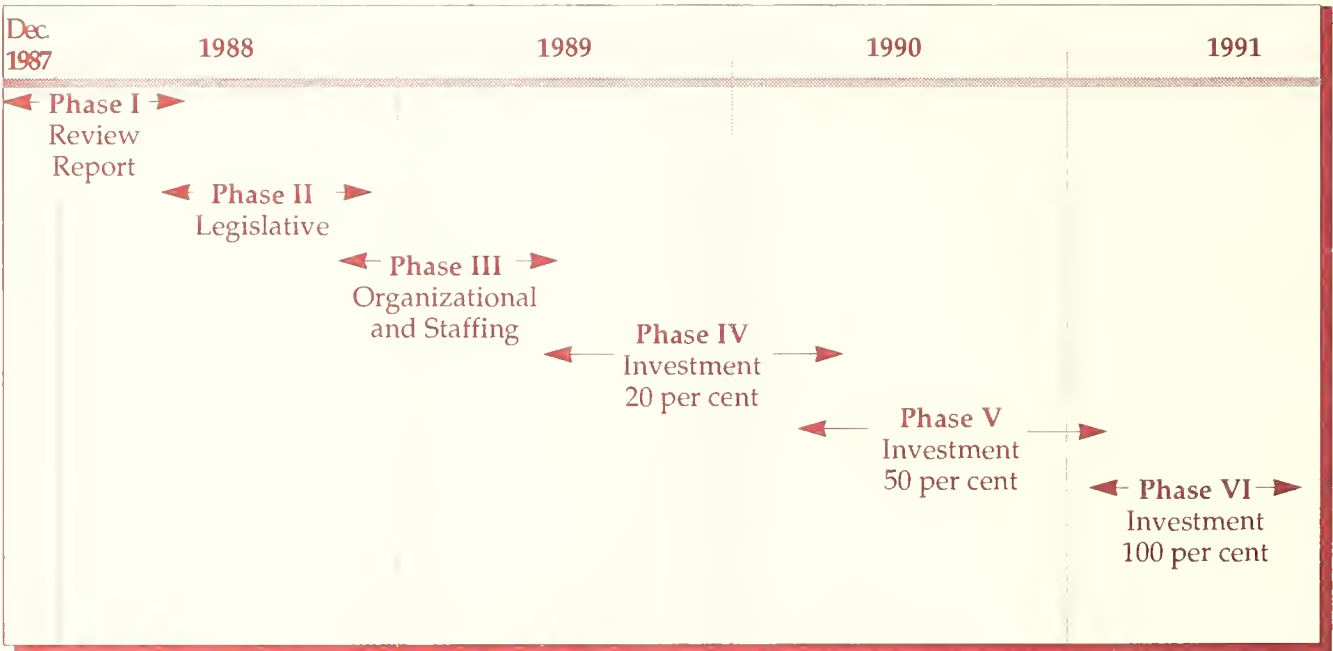 Dec.
1987
1988
1989
1990
1991
Phase I
Review
Report
Phase II
Legislative
Phase III
Organizational
and Staffing
Phase IV
Investment
20 per cent
Phase V
Investment
50 per cent
Phase VI
Investment
100 per cent